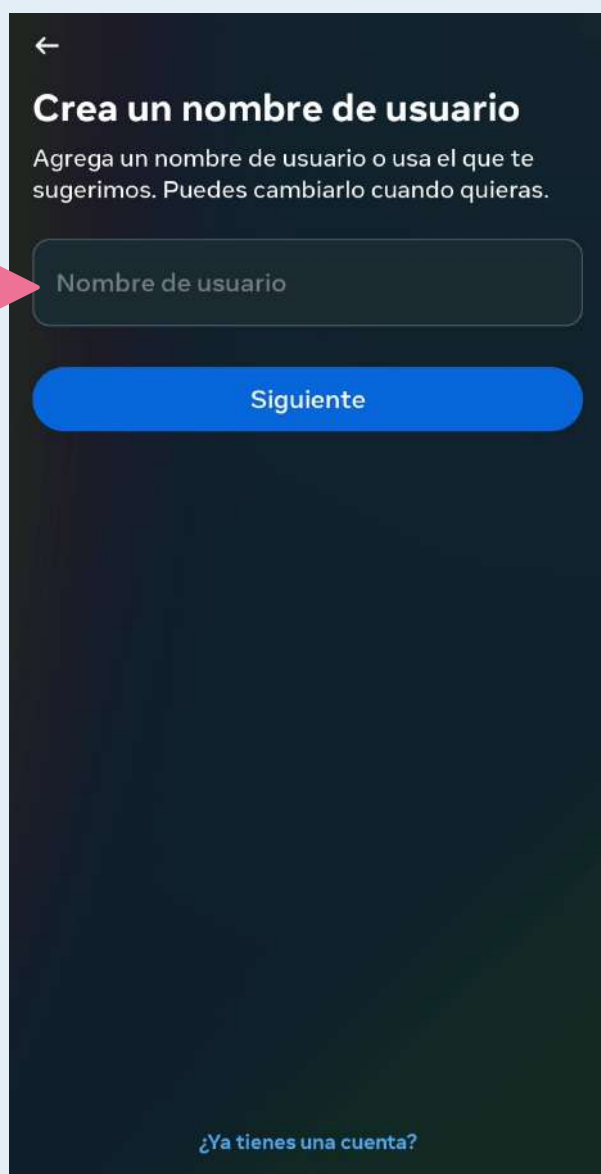 Crea un nombre de usuario
Agrega un nombre de usuario o usa el que te
sugerimos. Puedes cambiarlo cuando quieras.
Nombre de usuario
Siguiente
¿Ya tienes una cuenta?